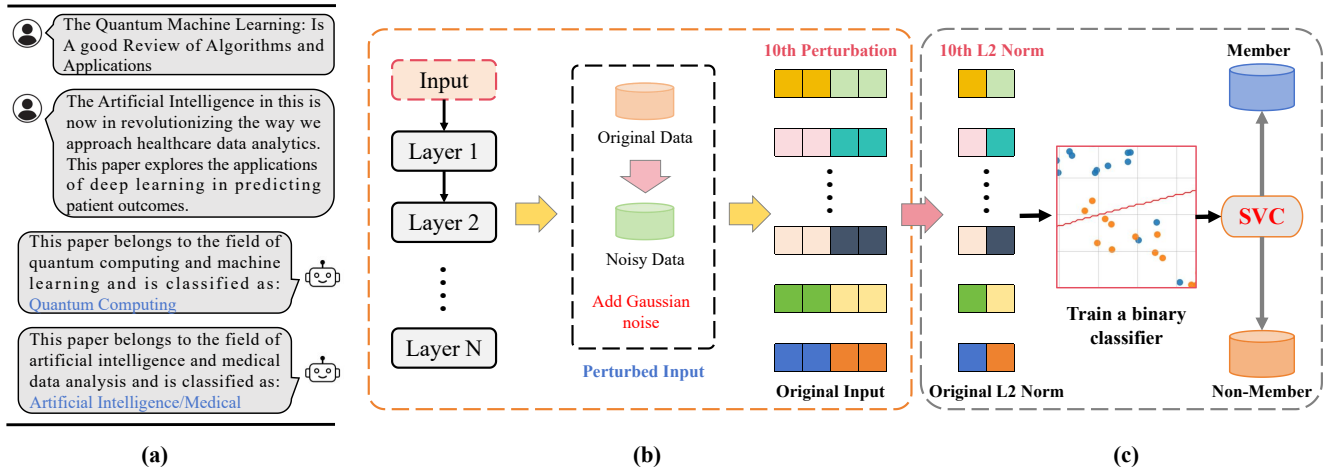 The Quantum Machine Learning: Is
A good Review of Algorithms and
Applications
The Artificial Intelligence in this is
now in revolutionizing the way we
approach healthcare data analytics.
This paper explores the applications
of deep learning in predicting
patient outcomes.
This paper belongs to the field of
quantum computing and machine
learning and is classified as:
Quantum Computing
This paper belongs to the field of
artificial intelligence and medical
data analysis and is classified as:
Artificial Intelligence/Medical
(a)
Input
Layer 1
Layer 2
Layer N
Original Data
Noisy Data
Add Gaussian
noise
Perturbed Input
10th Perturbation
Original Input
(b)
10th L2 Norm
Original L2 Norm
Train a binary
classifier
Member
SVC
Non-Member
(c)